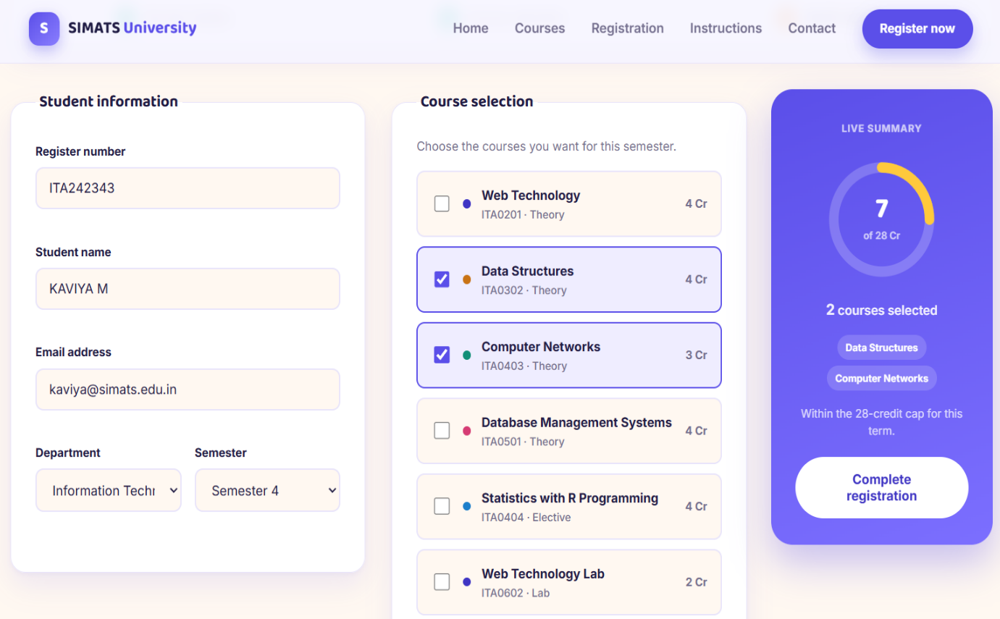 S SIMATS University Home Courses Registration Instructions Contact Register now
Student information
Register number
ITA242343
Student name
KAVIYA M
Email address
kaviya@simats.edu.in
Department Semester
Information Techr Semester 4
Course selection
Choose the courses you want for this semester.
Web Technology 4 Cr
ITA0201 · Theory
Data Structures 4 Cr
ITA0302 · Theory
Computer Networks 3 Cr
ITA0403 · Theory
Database Management Systems 4 Cr
ITA0501 · Theory
Statistics with R Programming 4 Cr
ITA0404 · Elective
Web Technology Lab 2 Cr
ITA0602 · Lab
LIVE SUMMARY
7
of 28 Cr
2 courses selected
Data Structures
Computer Networks
Within the 28-credit cap for this
term.
Complete
registration